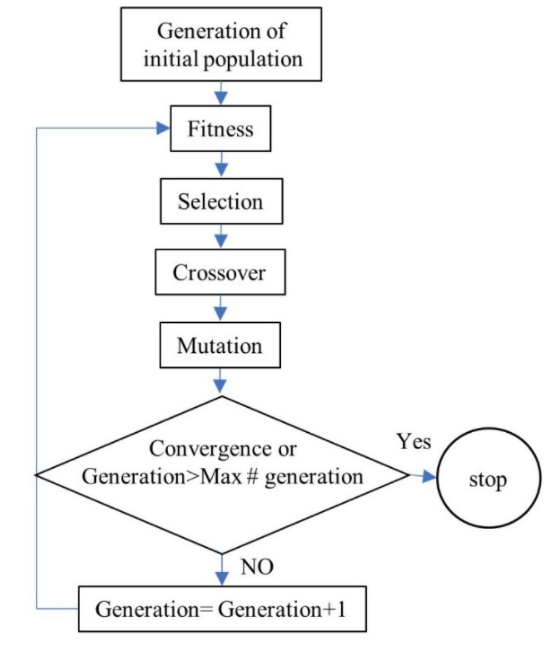 Generation of
initial population
Fitness
Selection
Crossover
Mutation
Convergence or
Generation>Max # generation
Yes
stop
NO
Generation= Generation+1